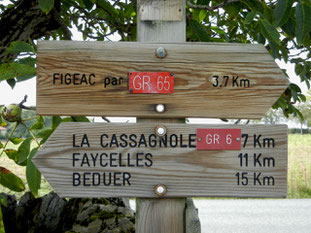 FIGEAC par GR 65 3.7 Km
LA CASSAGNOLE GR 6 7 Km
FAYCELLES 11 Km
BEDUER 15 Km